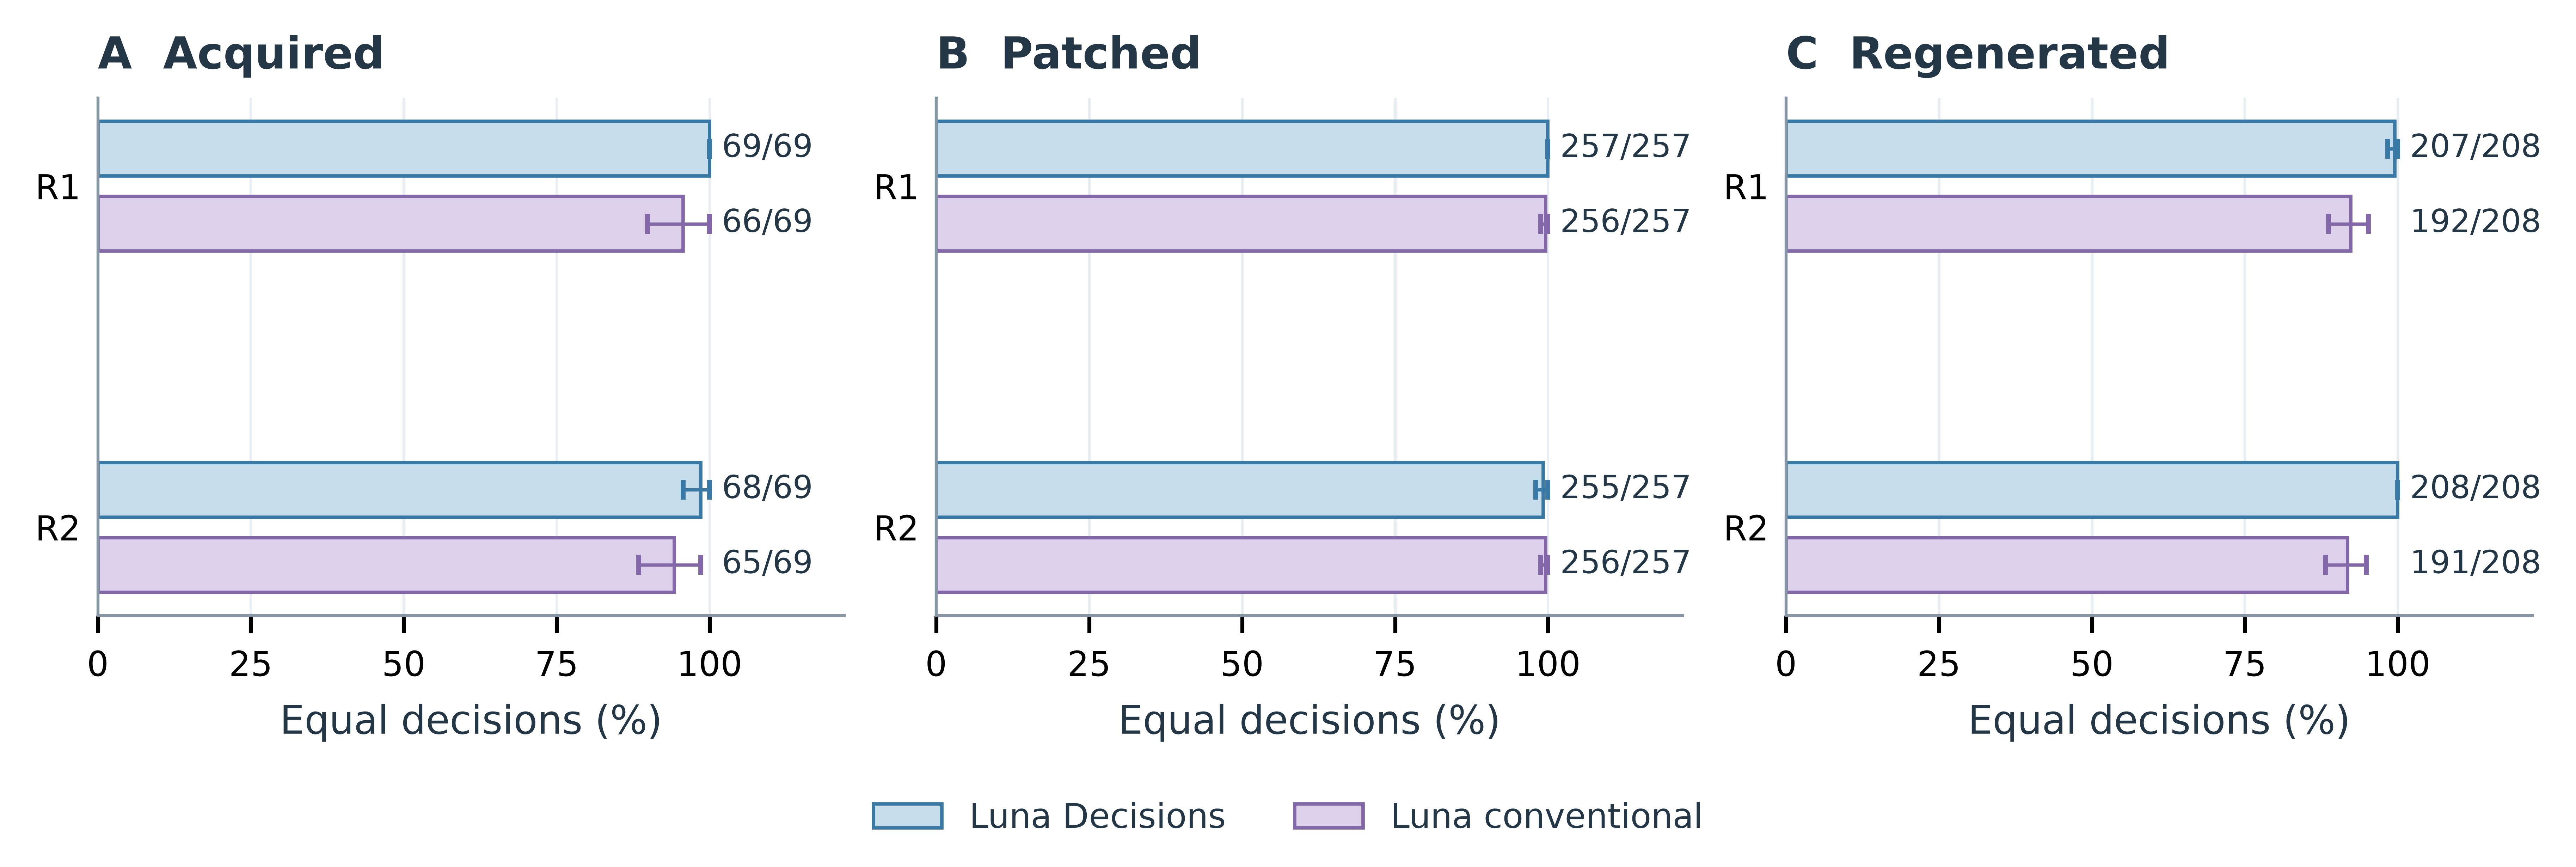 A Acquired
R1
69/69
66/69
R2
68/69
65/69
0 25 50 75 100
Equal decisions (%)
B Patched
R1
257/257
256/257
R2
255/257
256/257
0 25 50 75 100
Equal decisions (%)
C Regenerated
R1
207/208
192/208
R2
208/208
191/208
0 25 50 75 100
Equal decisions (%)
Luna Decisions
Luna conventional